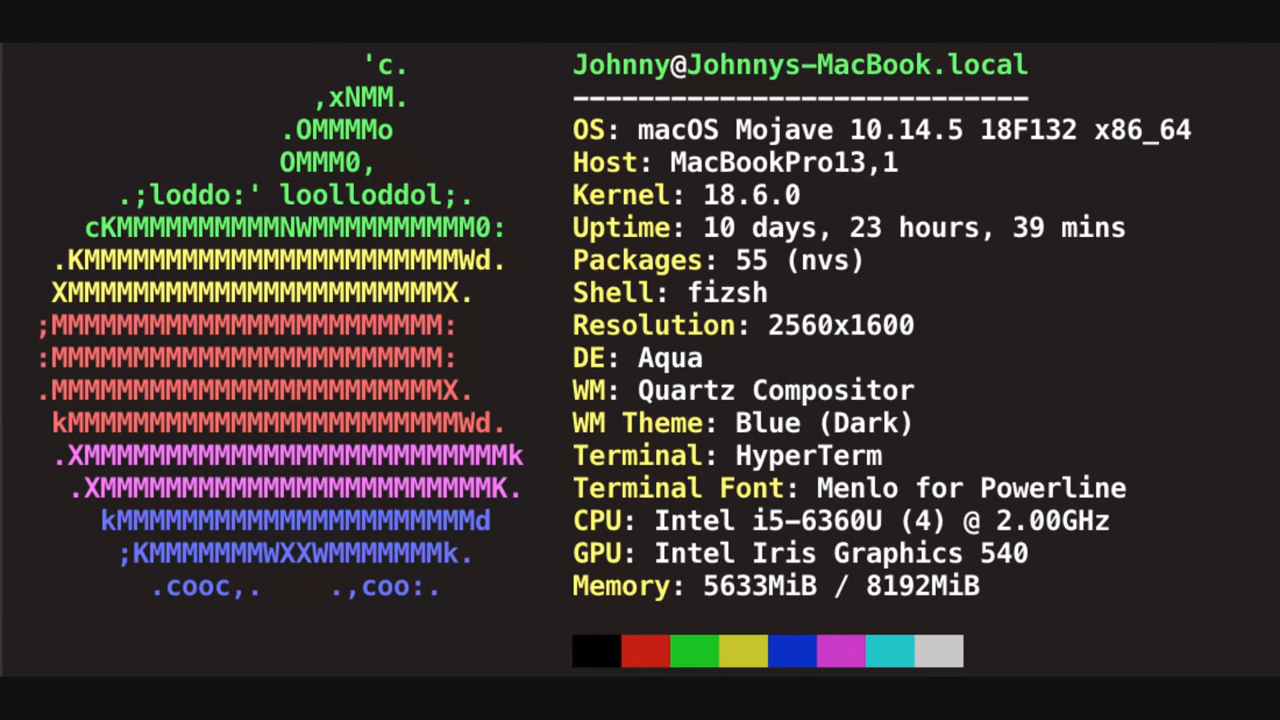 'c.
                 ,xNMM.
               .OMMMMo
               OMMM0,
     .;loddo:' loolloddol;.
   cKMMMMMMMMMMNWMMMMMMMMMM0:
 .KMMMMMMMMMMMMMMMMMMMMMMMWd.
 XMMMMMMMMMMMMMMMMMMMMMMMX.
;MMMMMMMMMMMMMMMMMMMMMMMM:
:MMMMMMMMMMMMMMMMMMMMMMMM:
.MMMMMMMMMMMMMMMMMMMMMMMMX.
 kMMMMMMMMMMMMMMMMMMMMMMMMWd.
 .XMMMMMMMMMMMMMMMMMMMMMMMMMMk
  .XMMMMMMMMMMMMMMMMMMMMMMMMK.
    kMMMMMMMMMMMMMMMMMMMMMMd
     ;KMMMMMMMWXXWMMMMMMMk.
       .cooc,.    .,coo:.
Johnny@Johnnys-MacBook.local
----------------------------
OS: macOS Mojave 10.14.5 18F132 x86_64
Host: MacBookPro13,1
Kernel: 18.6.0
Uptime: 10 days, 23 hours, 39 mins
Packages: 55 (nvs)
Shell: fizsh
Resolution: 2560x1600
DE: Aqua
WM: Quartz Compositor
WM Theme: Blue (Dark)
Terminal: HyperTerm
Terminal Font: Menlo for Powerline
CPU: Intel i5-6360U (4) @ 2.00GHz
GPU: Intel Iris Graphics 540
Memory: 5633MiB / 8192MiB